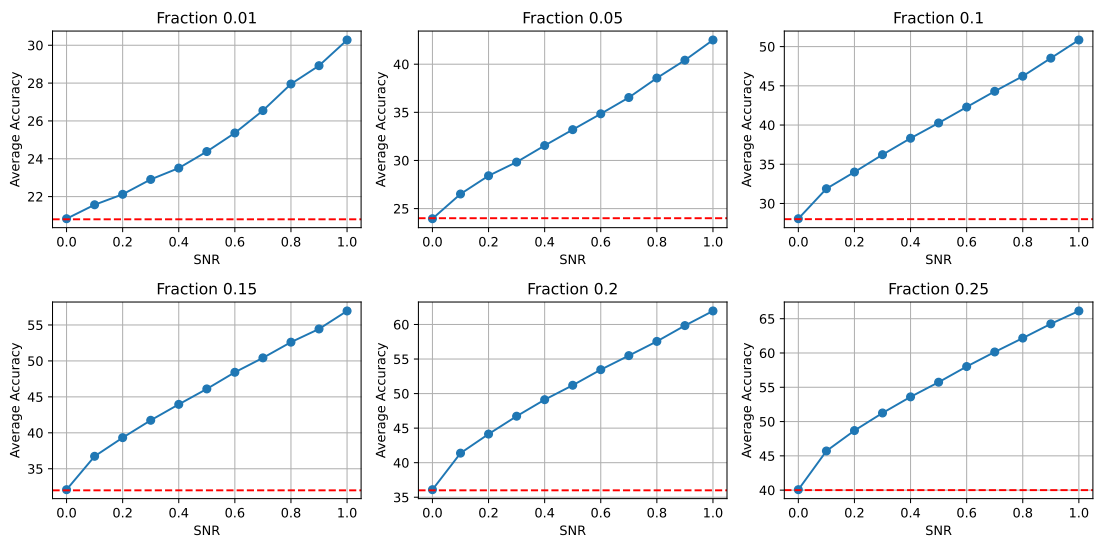 Fraction 0.01
Average Accuracy
30
28
26
24
22
0.0 0.2 0.4 0.6 0.8 1.0
SNR
Fraction 0.05
Average Accuracy
40
35
30
25
0.0 0.2 0.4 0.6 0.8 1.0
SNR
Fraction 0.1
Average Accuracy
50
45
40
35
30
0.0 0.2 0.4 0.6 0.8 1.0
SNR
Fraction 0.15
Average Accuracy
55
50
45
40
35
0.0 0.2 0.4 0.6 0.8 1.0
SNR
Fraction 0.2
Average Accuracy
60
55
50
45
40
35
0.0 0.2 0.4 0.6 0.8 1.0
SNR
Fraction 0.25
Average Accuracy
65
60
55
50
45
40
0.0 0.2 0.4 0.6 0.8 1.0
SNR